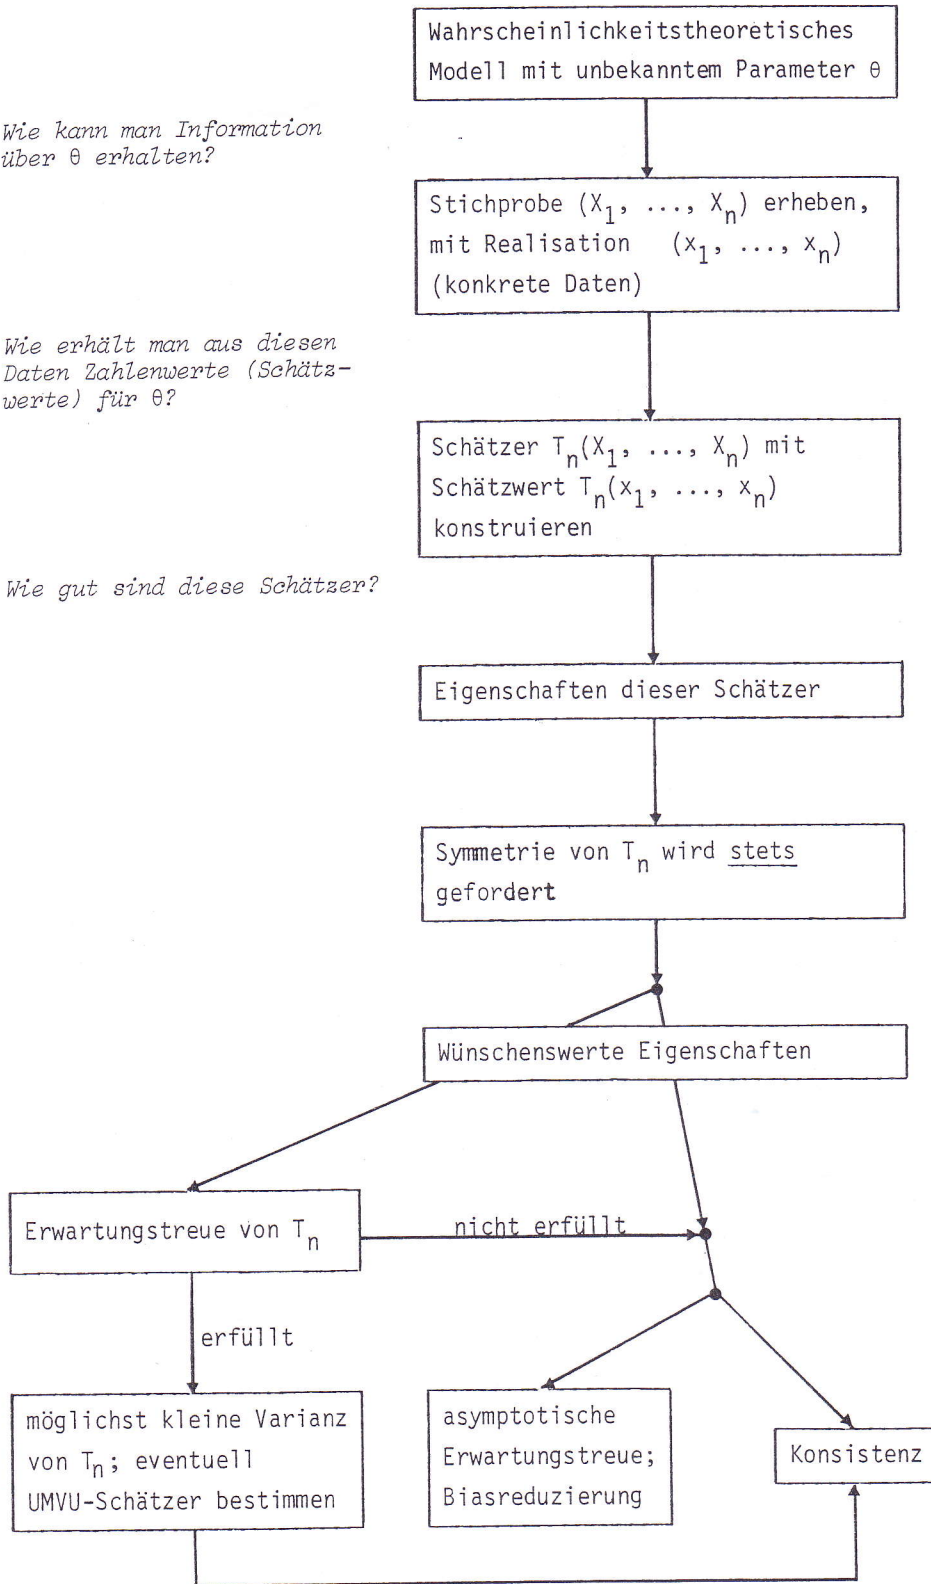 Wahrscheinlichkeitstheoretisches
Modell mit unbekanntem Parameter θ
Wie kann man Information
über θ erhalten?
Stichprobe (X₁, ..., Xₙ) erheben,
mit Realisation (x₁, ..., xₙ)
(konkrete Daten)
Wie erhält man aus diesen
Daten Zahlenwerte (Schätz-
werte) für θ?
Schätzer Tₙ(X₁, ..., Xₙ) mit
Schätzwert Tₙ(x₁, ..., xₙ)
konstruieren
Wie gut sind diese Schätzer?
Eigenschaften dieser Schätzer
Symmetrie von Tₙ wird stets
gefordert
Wünschenswerte Eigenschaften
Erwartungstreue von Tₙ
nicht erfüllt
erfüllt
möglichst kleine Varianz
von Tₙ; eventuell
UMVU-Schätzer bestimmen
asymptotische
Erwartungstreue;
Biasreduzierung
Konsistenz